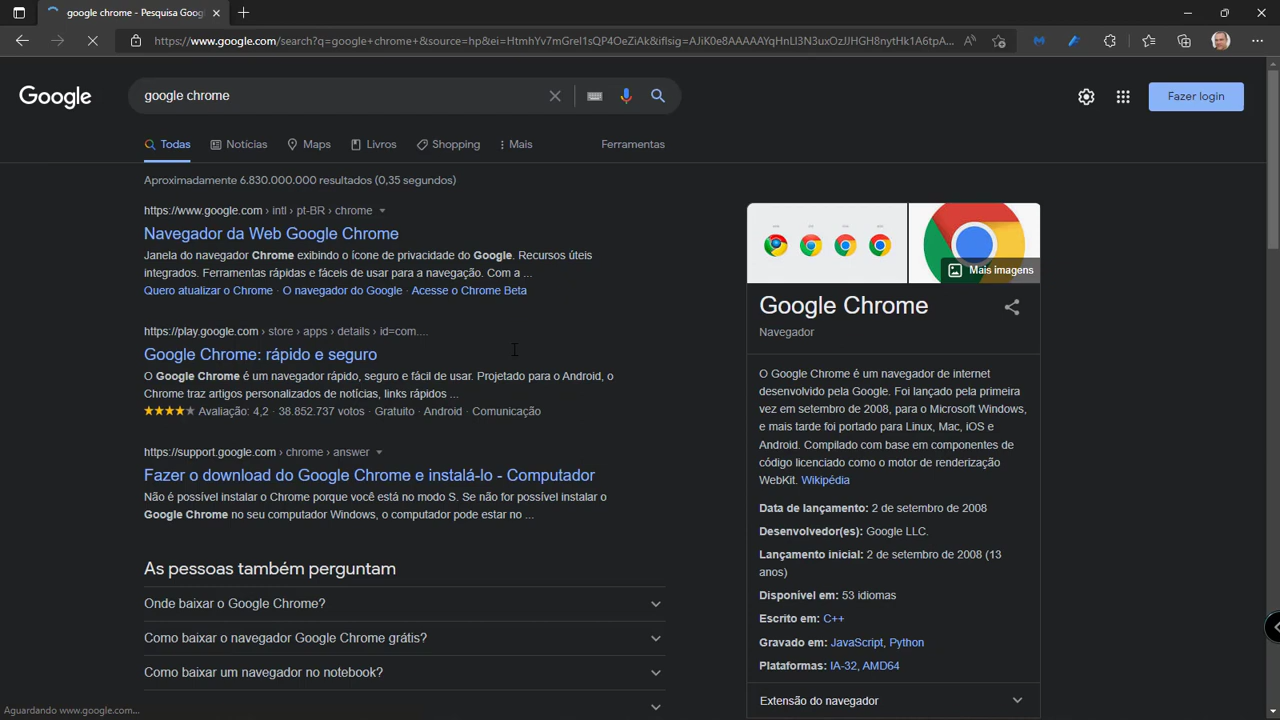 google chrome - Pesquisa Goog
https://www.google.com/search?q=google+chrome+&source=hp&ei=HtmhYv7mGreI1sQP4OeZiAk&iflsig=AJiK0e8AAAAAYqHnLI3N3uxOzJJHGH8nytHk1A6tpA...
Google
google chrome
Fazer login
Todas
Notícias
Maps
Livros
Shopping
Mais
Ferramentas
Aproximadamente 6.830.000.000 resultados (0,35 segundos)
https://www.google.com › intl › pt-BR › chrome
Navegador da Web Google Chrome
Janela do navegador Chrome exibindo o ícone de privacidade do Google. Recursos úteis
integrados. Ferramentas rápidas e fáceis de usar para a navegação. Com a ...
Quero atualizar o Chrome · O navegador do Google · Acesse o Chrome Beta
https://play.google.com › store › apps › details › id=com....
Google Chrome: rápido e seguro
O Google Chrome é um navegador rápido, seguro e fácil de usar. Projetado para o Android, o
Chrome traz artigos personalizados de notícias, links rápidos ...
Avaliação: 4,2 · 38.852.737 votos · Gratuito · Android · Comunicação
https://support.google.com › chrome › answer
Fazer o download do Google Chrome e instalá-lo - Computador
Não é possível instalar o Chrome porque você está no modo S. Se não for possível instalar o
Google Chrome no seu computador Windows, o computador pode estar no ...
As pessoas também perguntam
Onde baixar o Google Chrome?
Como baixar o navegador Google Chrome grátis?
Como baixar um navegador no notebook?
Mais imagens
Google Chrome
Navegador
O Google Chrome é um navegador de internet
desenvolvido pela Google. Foi lançado pela primeira
vez em setembro de 2008, para o Microsoft Windows,
e mais tarde foi portado para Linux, Mac, iOS e
Android. Compilado com base em componentes de
código licenciado como o motor de renderização
WebKit. Wikipédia
Data de lançamento: 2 de setembro de 2008
Desenvolvedor(es): Google LLC.
Lançamento inicial: 2 de setembro de 2008 (13
anos)
Disponivel em: 53 idiomas
Escrito em: C++
Gravado em: JavaScript, Python
Plataformas: IA-32, AMD64
Extensão do navegador
Aguardando www.google.com...